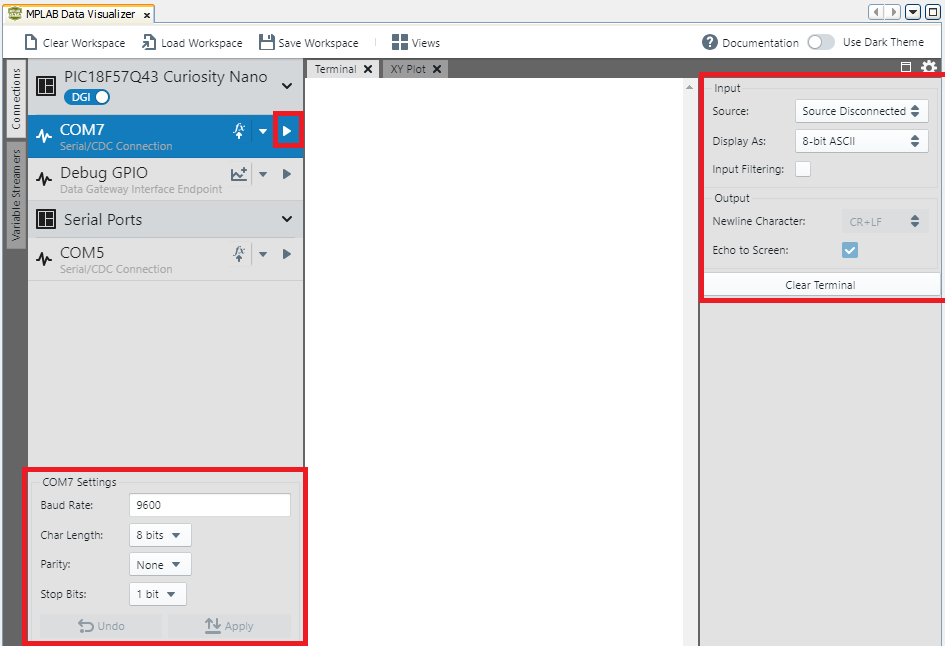 MPLAB Data Visualizer
Clear Workspace
Load Workspace
Save Workspace
Views
Documentation
Use Dark Theme
Connections
Variable Streamers
PIC18F57Q43 Curiosity Nano
DGI
COM7
Serial/CDC Connection
Debug GPIO
Data Gateway Interface Endpoint
Serial Ports
COM5
Serial/CDC Connection
COM7 Settings
Baud Rate: 9600
Char Length: 8 bits
Parity: None
Stop Bits: 1 bit
Undo
Apply
Terminal
XY Plot
Input
Source: Source Disconnected
Display As: 8-bit ASCII
Input Filtering:
Output
Newline Character: CR+LF
Echo to Screen:
Clear Terminal